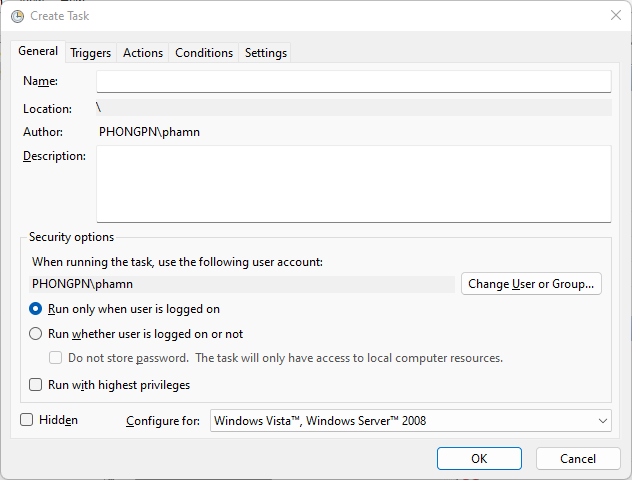 Create Task
General Triggers Actions Conditions Settings
Name:
Location: \
Author: PHONGPN\phamn
Description:
Security options
When running the task, use the following user account:
PHONGPN\phamn Change User or Group...
Run only when user is logged on
Run whether user is logged on or not
Do not store password. The task will only have access to local computer resources.
Run with highest privileges
Hidden Configure for: Windows Vista™, Windows Server™ 2008
OK Cancel